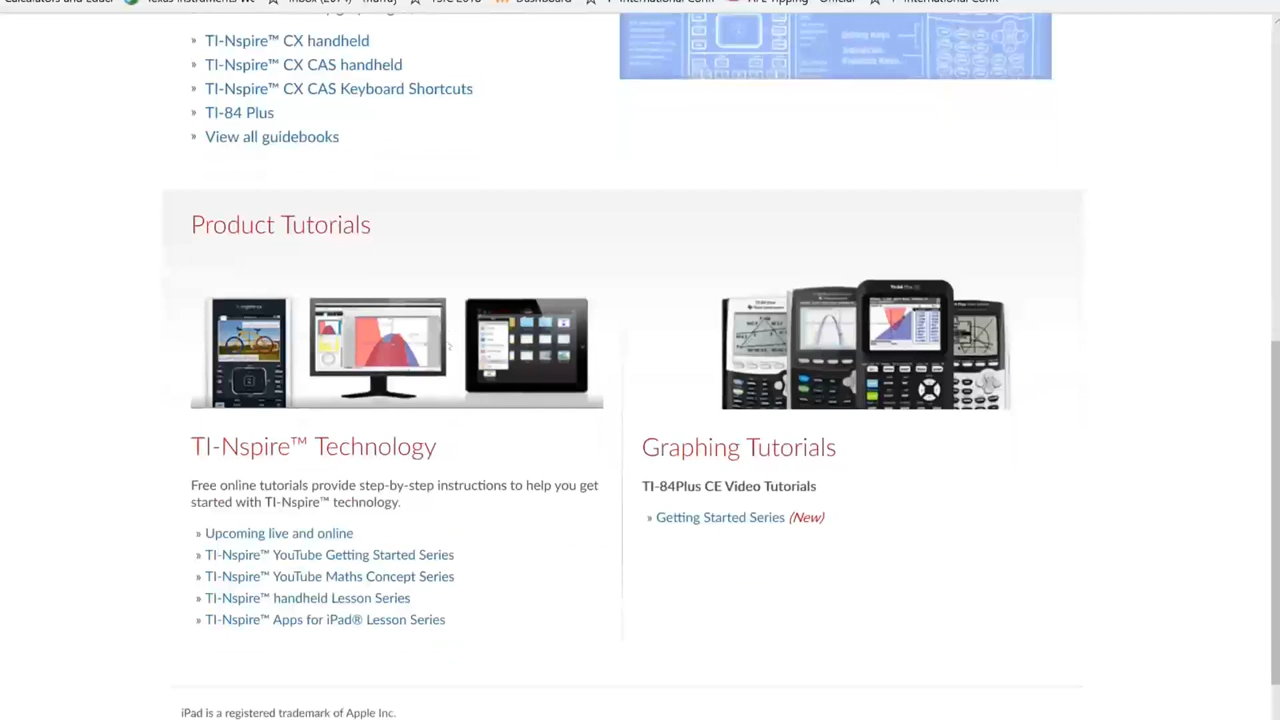 TI-Nspire™ CX handheld
TI-Nspire™ CX CAS handheld
TI-Nspire™ CX CAS Keyboard Shortcuts
TI-84 Plus
View all guidebooks
Product Tutorials
TI-Nspire™ Technology
Free online tutorials provide step-by-step instructions to help you get
started with TI-Nspire™ technology.
» Upcoming live and online
» TI-Nspire™ YouTube Getting Started Series
» TI-Nspire™ YouTube Maths Concept Series
» TI-Nspire™ handheld Lesson Series
» TI-Nspire™ Apps for iPad® Lesson Series
Graphing Tutorials
TI-84Plus CE Video Tutorials
» Getting Started Series (New)
iPad is a registered trademark of Apple Inc.